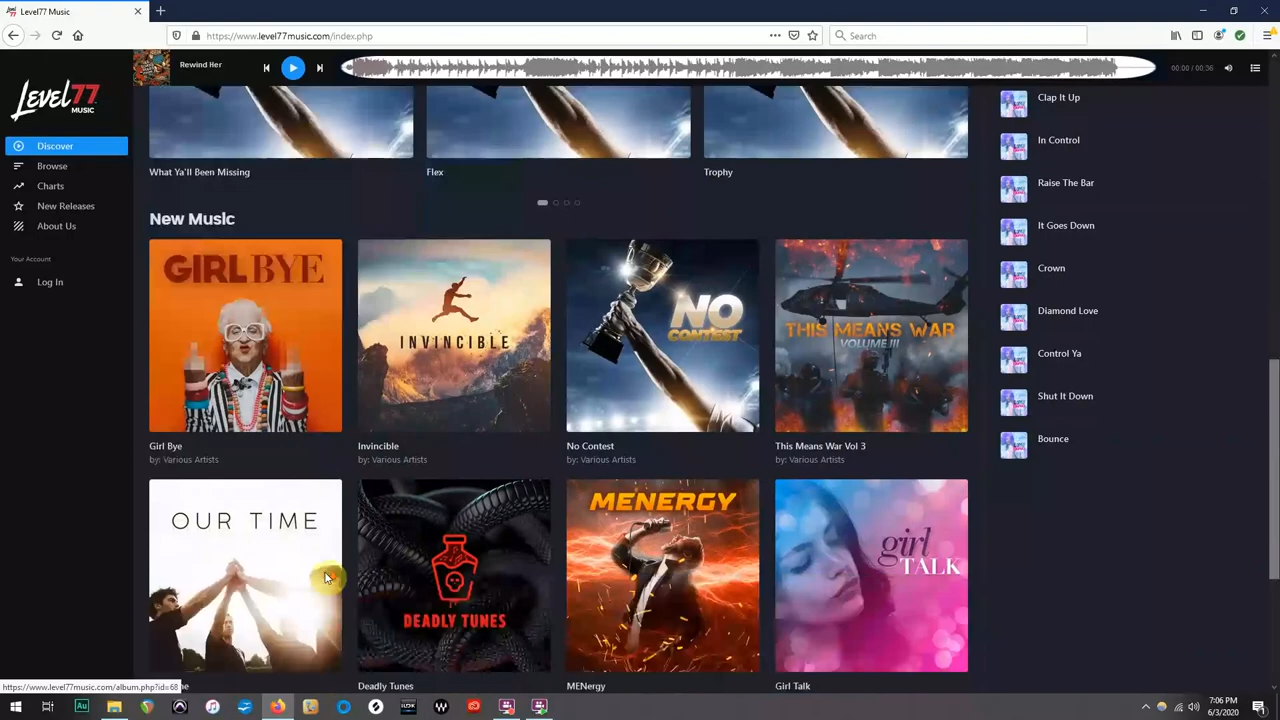 Level77 Music
https://www.level77music.com/index.php
Search
Rewind Her
00:00 / 00:36
Level77
MUSIC
Discover
Browse
Charts
New Releases
About Us
Your Account
Log In
What Ya'll Been Missing
Flex
Trophy
New Music
GIRL BYE
INVINCIBLE
NO
CONTEST
THIS MEANS WAR
VOLUME III
Girl Bye
by: Various Artists
Invincible
by: Various Artists
No Contest
by: Various Artists
This Means War Vol 3
by: Various Artists
OUR TIME
DEADLY TUNES
MENERGY
girl
TALK
Deadly Tunes
MENergy
Girl Talk
Clap It Up
In Control
Raise The Bar
It Goes Down
Crown
Diamond Love
Control Ya
Shut It Down
Bounce
https://www.level77music.com/album.php?id=68
Au
7:06 PM
6/3/2020